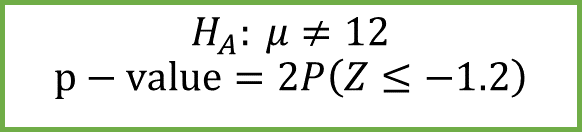 H_A: μ ≠ 12
p − value = 2P(Z ≤ −1.2)